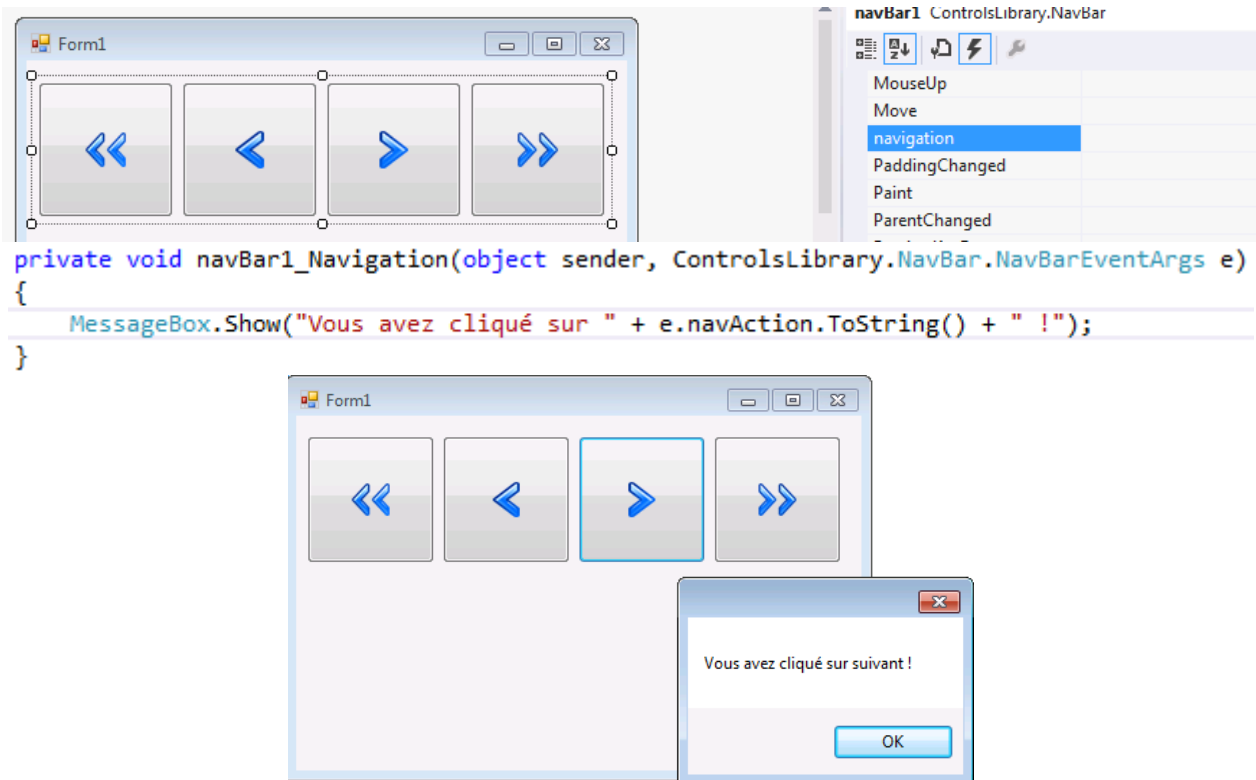 navBar1 ControlsLibrary.NavBar
Form1
MouseUp
Move
navigation
PaddingChanged
Paint
ParentChanged
private void navBar1_Navigation(object sender, ControlsLibrary.NavBar.NavBarEventArgs e)
{
MessageBox.Show("Vous avez cliqué sur " + e.navAction.ToString() + " !");
}
Form1
Vous avez cliqué sur suivant !
OK